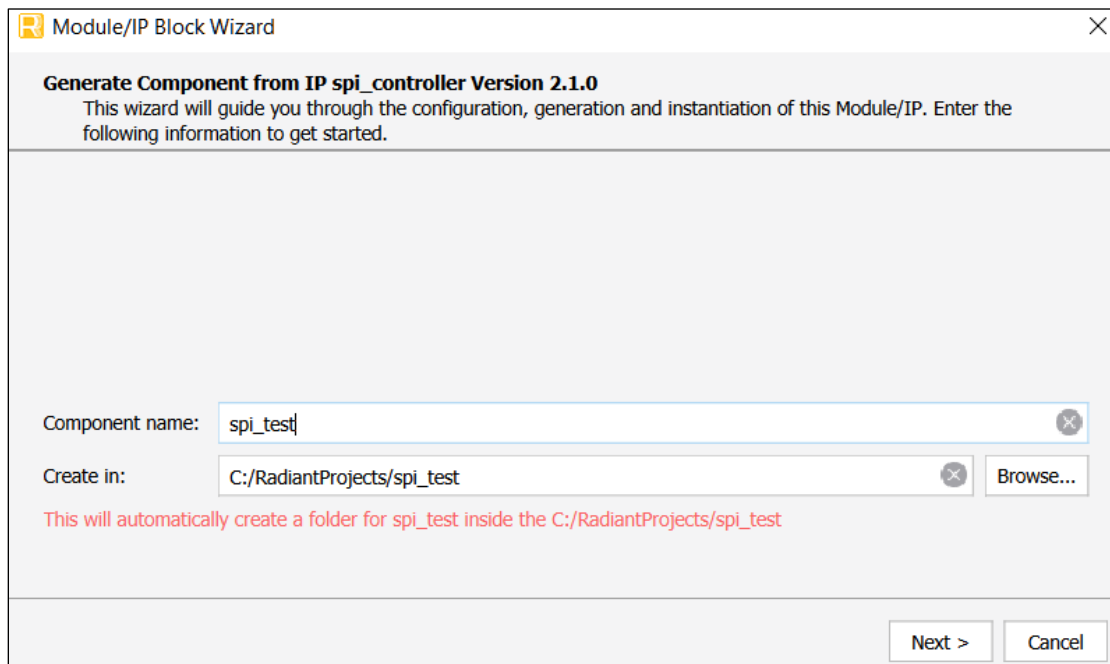 Module/IP Block Wizard
Generate Component from IP spi_controller Version 2.1.0
This wizard will guide you through the configuration, generation and instantiation of this Module/IP. Enter the
following information to get started.
Component name: spi_test
Create in: C:/RadiantProjects/spi_test Browse...
This will automatically create a folder for spi_test inside the C:/RadiantProjects/spi_test
Next > Cancel